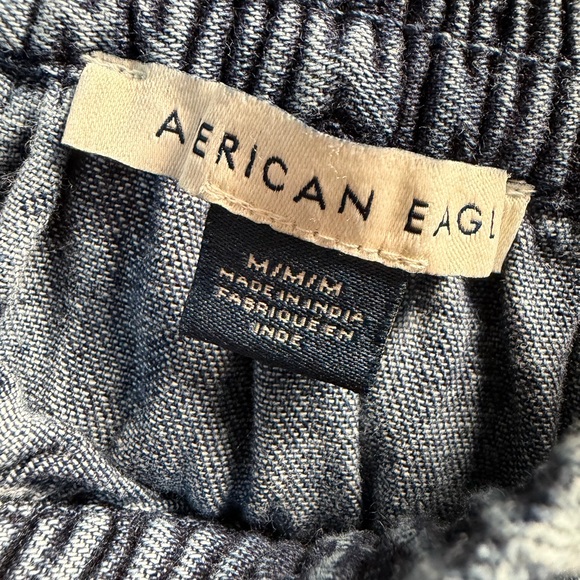 AERICAN EAGL
M/M/M
MADE IN INDIA
FABRIQUE EN
INDE